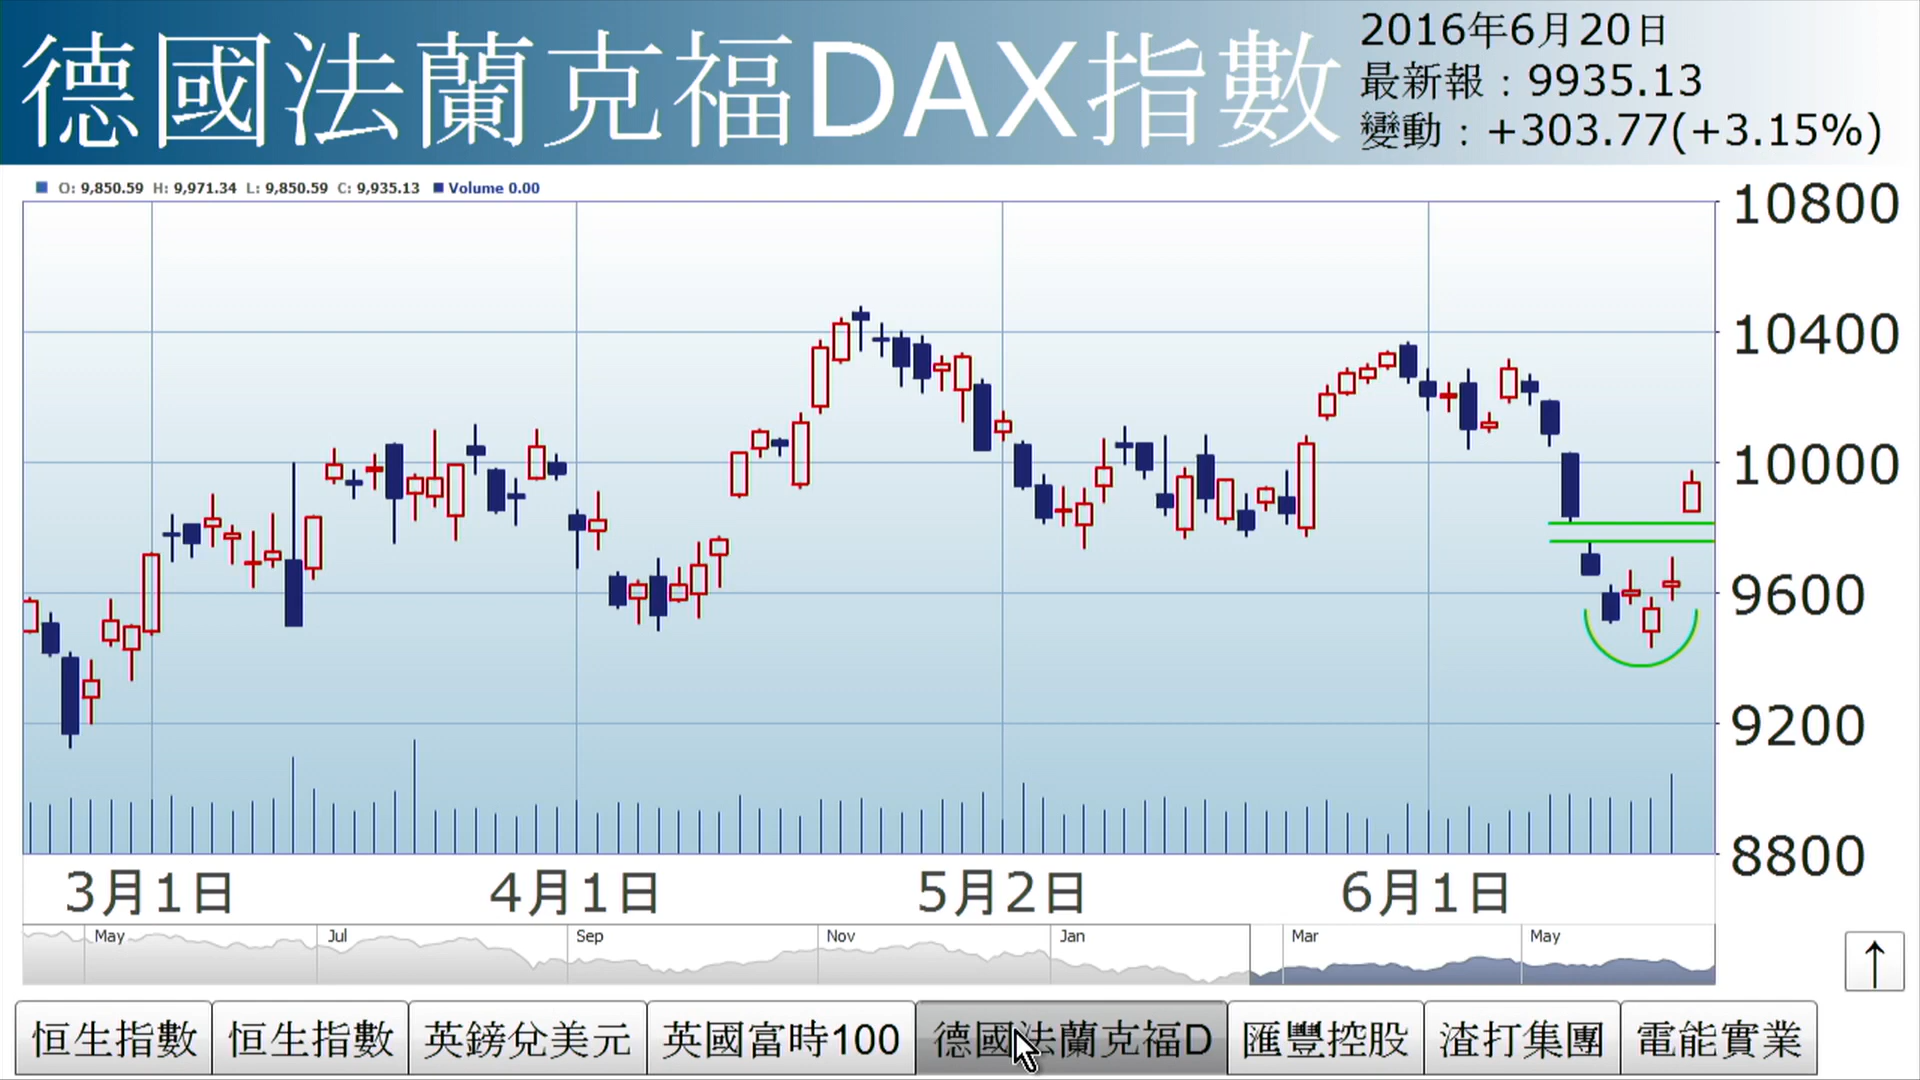 德國法蘭克福DAX指數
2016年6月20日
最新報：9935.13
變動：+303.77(+3.15%)
O: 9,850.59 H: 9,971.34 L: 9,850.59 C: 9,935.13 Volume 0.00
10800
10400
10000
9600
9200
8800
3月1日 4月1日 5月2日 6月1日
May Jul Sep Nov Jan Mar May
↑
恒生指數 恒生指數 英鎊兌美元 英國富時100 德國法蘭克福D 匯豐控股 渣打集團 電能實業